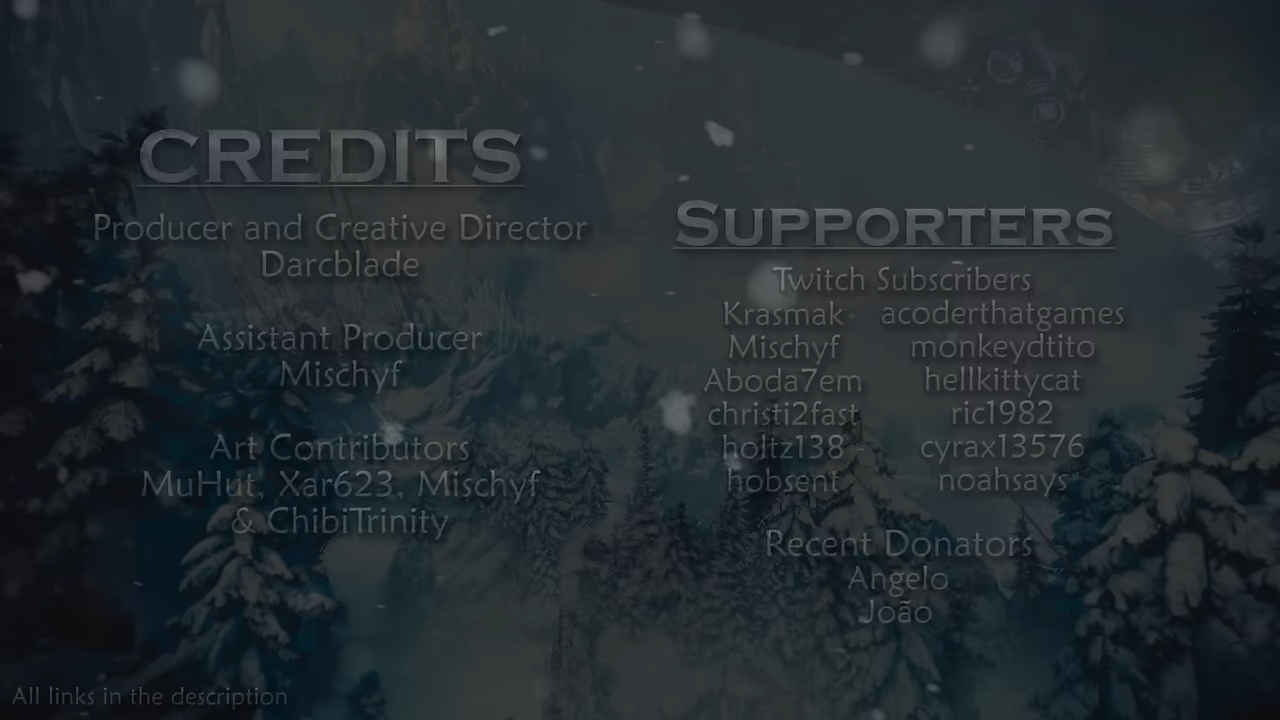 CREDITS
Producer and Creative Director
Darcblade
Assistant Producer
Mischyf
Art Contributors
MuHut, Xar623, Mischyf
& ChibiTrinity
SUPPORTERS
Twitch Subscribers
Krasmak acoderthatgames
Mischyf monkeydtito
Aboda7em hellkittycat
christi2fast ric1982
holtz138 cyrax13576
hobsent noahsays
Recent Donators
Angelo
João
All links in the description